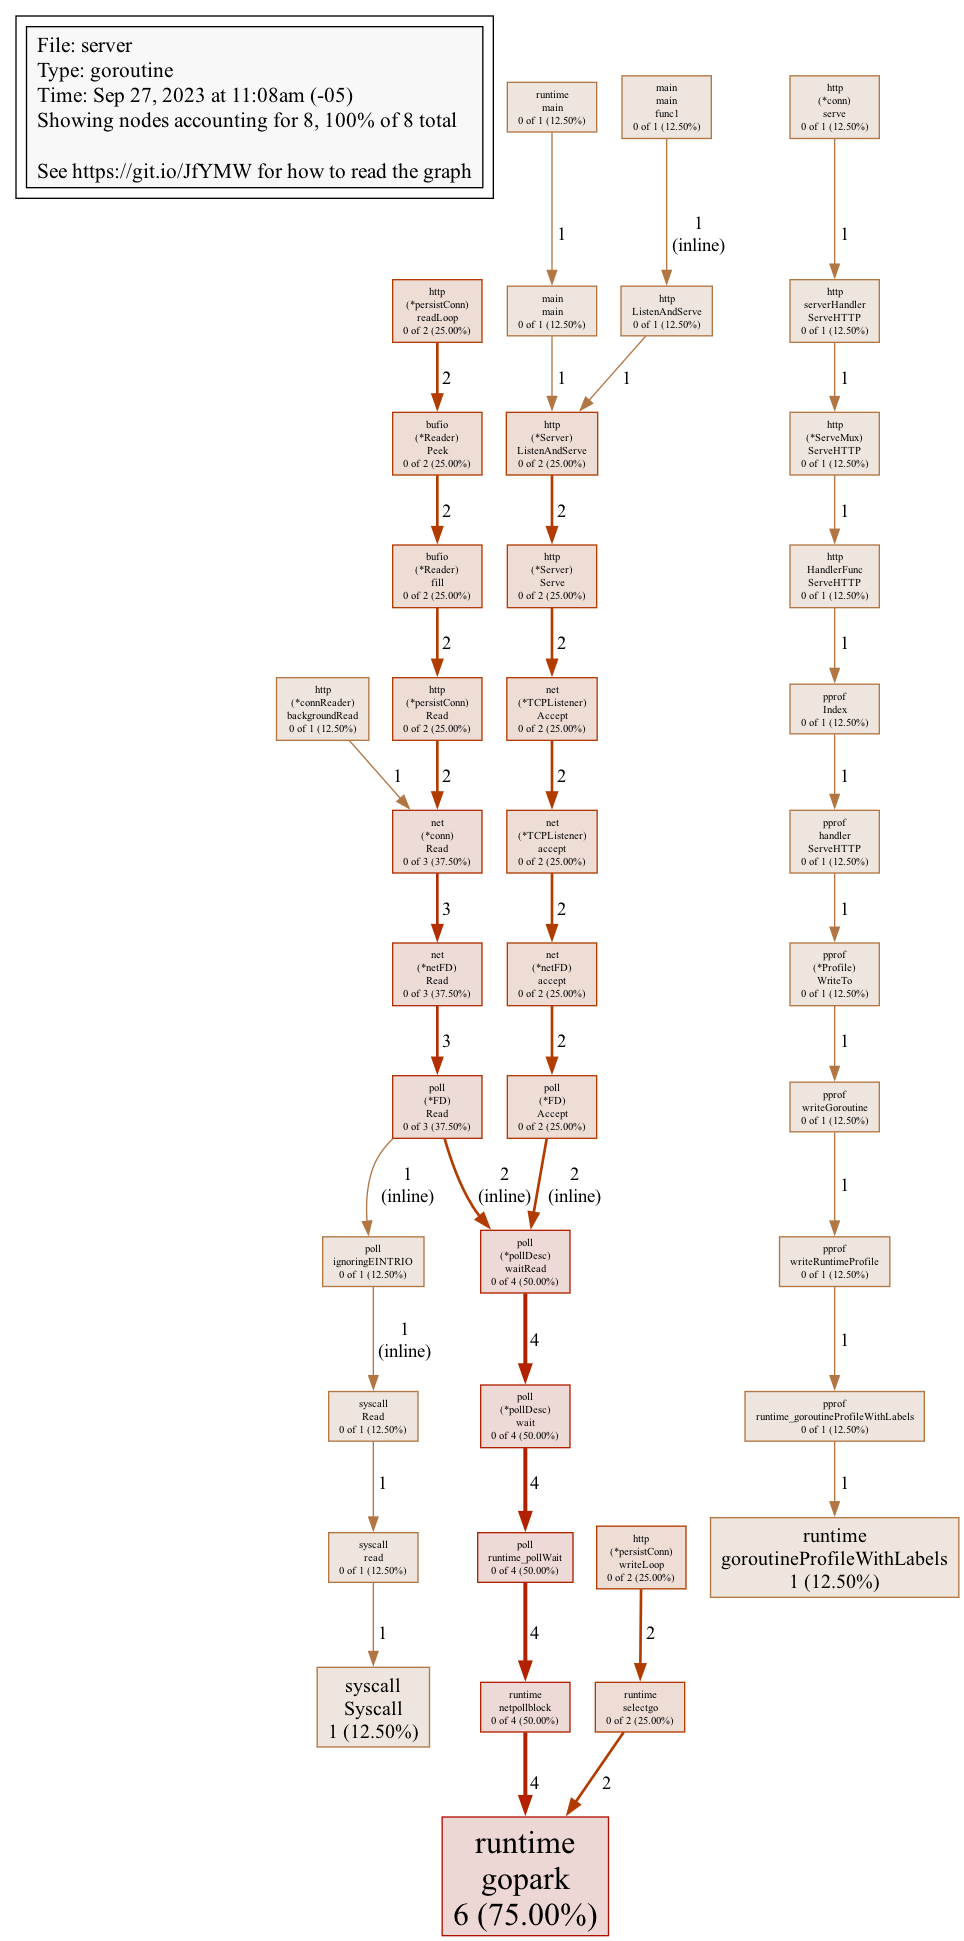 File: server
Type: goroutine
Time: Sep 27, 2023 at 11:08am (-05)
Showing nodes accounting for 8, 100% of 8 total
See https://git.io/JfYMW for how to read the graph
runtime
main
0 of 1 (12.50%)
main
main
func1
0 of 1 (12.50%)
http
(*conn)
serve
0 of 1 (12.50%)
1
1
(inline)
1
http
(*persistConn)
readLoop
0 of 2 (25.00%)
main
main
0 of 1 (12.50%)
http
ListenAndServe
0 of 1 (12.50%)
http
serverHandler
ServeHTTP
0 of 1 (12.50%)
2
1
1
1
bufio
(*Reader)
Peek
0 of 2 (25.00%)
http
(*Server)
ListenAndServe
0 of 2 (25.00%)
http
(*ServeMux)
ServeHTTP
0 of 1 (12.50%)
2
2
1
bufio
(*Reader)
fill
0 of 2 (25.00%)
http
(*Server)
Serve
0 of 2 (25.00%)
http
HandlerFunc
ServeHTTP
0 of 1 (12.50%)
2
2
1
http
(*connReader)
backgroundRead
0 of 1 (12.50%)
http
(*persistConn)
Read
0 of 2 (25.00%)
net
(*TCPListener)
Accept
0 of 2 (25.00%)
pprof
Index
0 of 1 (12.50%)
1
2
2
1
net
(*conn)
Read
0 of 3 (37.50%)
net
(*TCPListener)
accept
0 of 2 (25.00%)
pprof
handler
ServeHTTP
0 of 1 (12.50%)
3
2
1
net
(*netFD)
Read
0 of 3 (37.50%)
net
(*netFD)
accept
0 of 2 (25.00%)
pprof
(*Profile)
WriteTo
0 of 1 (12.50%)
3
2
1
poll
(*FD)
Read
0 of 3 (37.50%)
poll
(*FD)
Accept
0 of 2 (25.00%)
pprof
writeGoroutine
0 of 1 (12.50%)
1
(inline)
2
(inline)
2
(inline)
1
poll
ignoringEINTRIO
0 of 1 (12.50%)
poll
(*pollDesc)
waitRead
0 of 4 (50.00%)
pprof
writeRuntimeProfile
0 of 1 (12.50%)
1
(inline)
4
1
syscall
Read
0 of 1 (12.50%)
poll
(*pollDesc)
wait
0 of 4 (50.00%)
pprof
runtime_goroutineProfileWithLabels
0 of 1 (12.50%)
1
4
1
syscall
read
0 of 1 (12.50%)
poll
runtime_pollWait
0 of 4 (50.00%)
http
(*persistConn)
writeLoop
0 of 2 (25.00%)
runtime
goroutineProfileWithLabels
1 (12.50%)
1
4
2
syscall
Syscall
1 (12.50%)
runtime
netpollblock
0 of 4 (50.00%)
runtime
selectgo
0 of 2 (25.00%)
4
2
runtime
gopark
6 (75.00%)